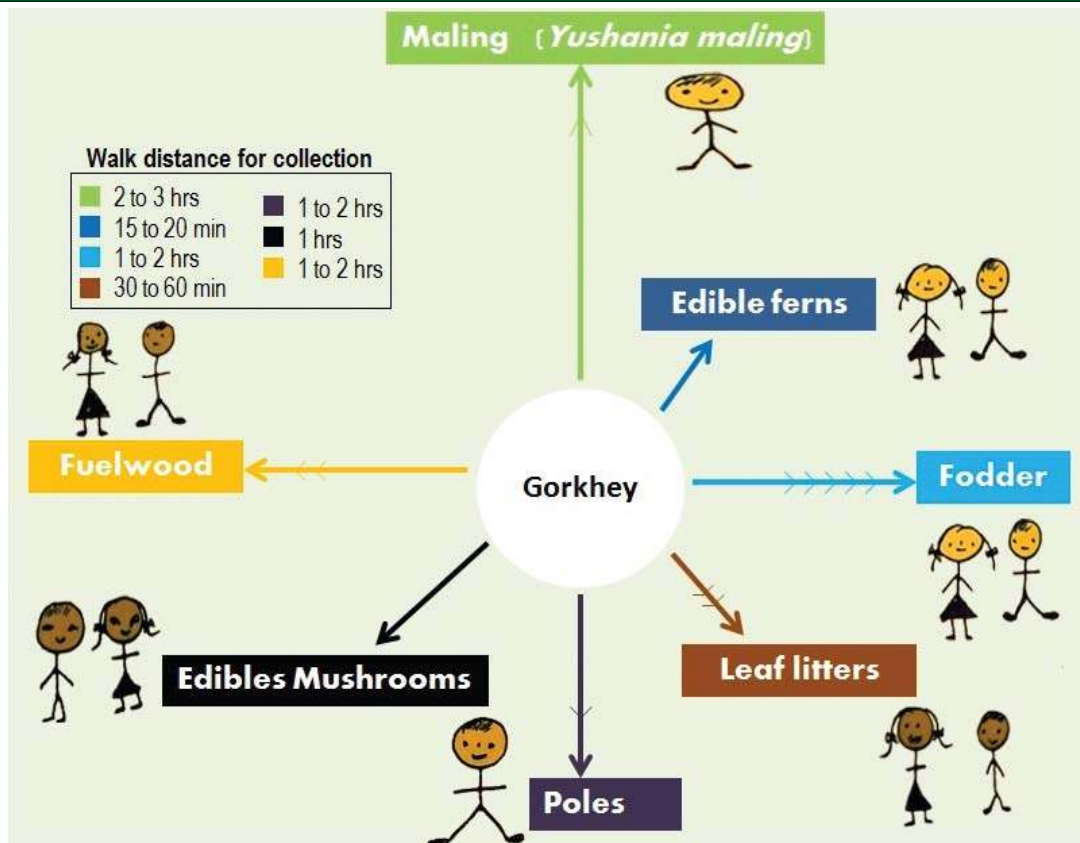 Maling (Yushania maling)
Walk distance for collection
2 to 3 hrs
15 to 20 min
1 to 2 hrs
30 to 60 min
1 to 2 hrs
1 hrs
1 to 2 hrs
Edible ferns
Fuelwood
Gorkhey
Fodder
Edibles Mushrooms
Leaf litters
Poles